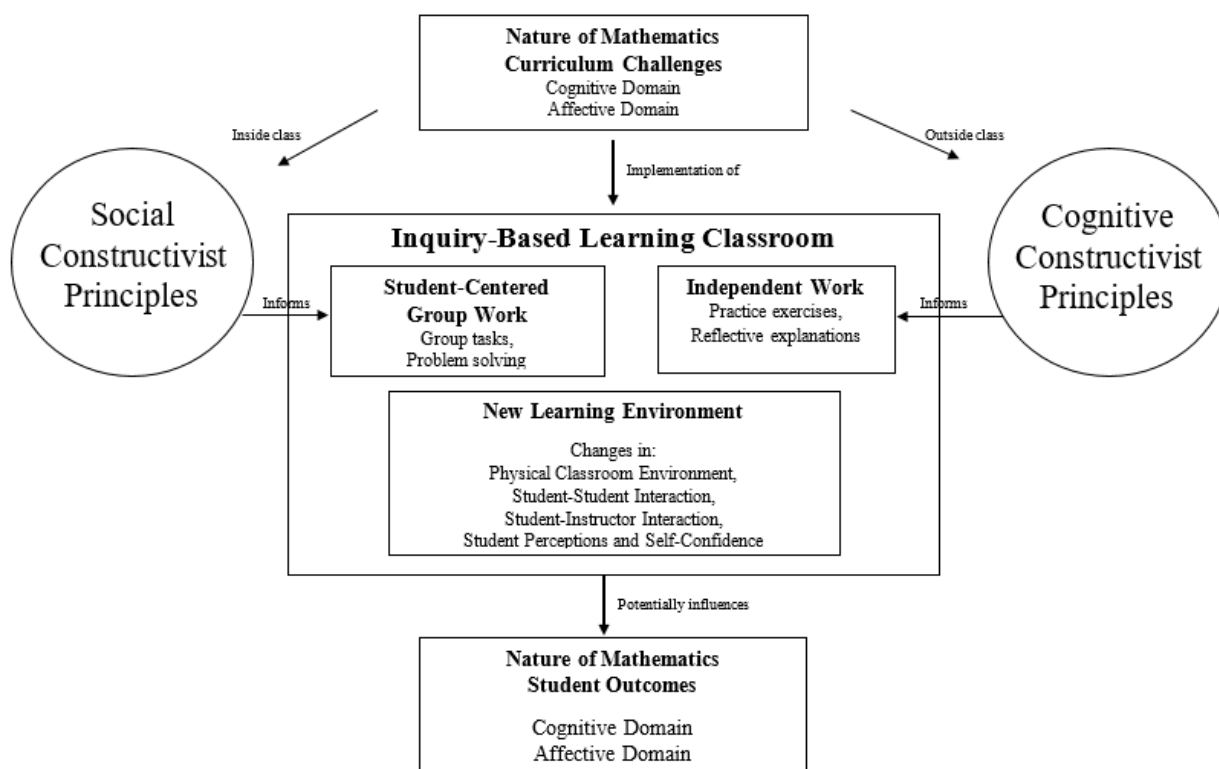 Nature of Mathematics
Curriculum Challenges
Cognitive Domain
Affective Domain
Inside class
Outside class
Implementation of
Social
Constructivist
Principles
Cognitive
Constructivist
Principles
Inquiry-Based Learning Classroom
Informs
Student-Centered
Group Work
Group tasks,
Problem solving
Independent Work
Practice exercises,
Reflective explanations
Informs
New Learning Environment
Changes in:
Physical Classroom Environment,
Student-Student Interaction,
Student-Instructor Interaction,
Student Perceptions and Self-Confidence
Potentially influences
Nature of Mathematics
Student Outcomes
Cognitive Domain
Affective Domain